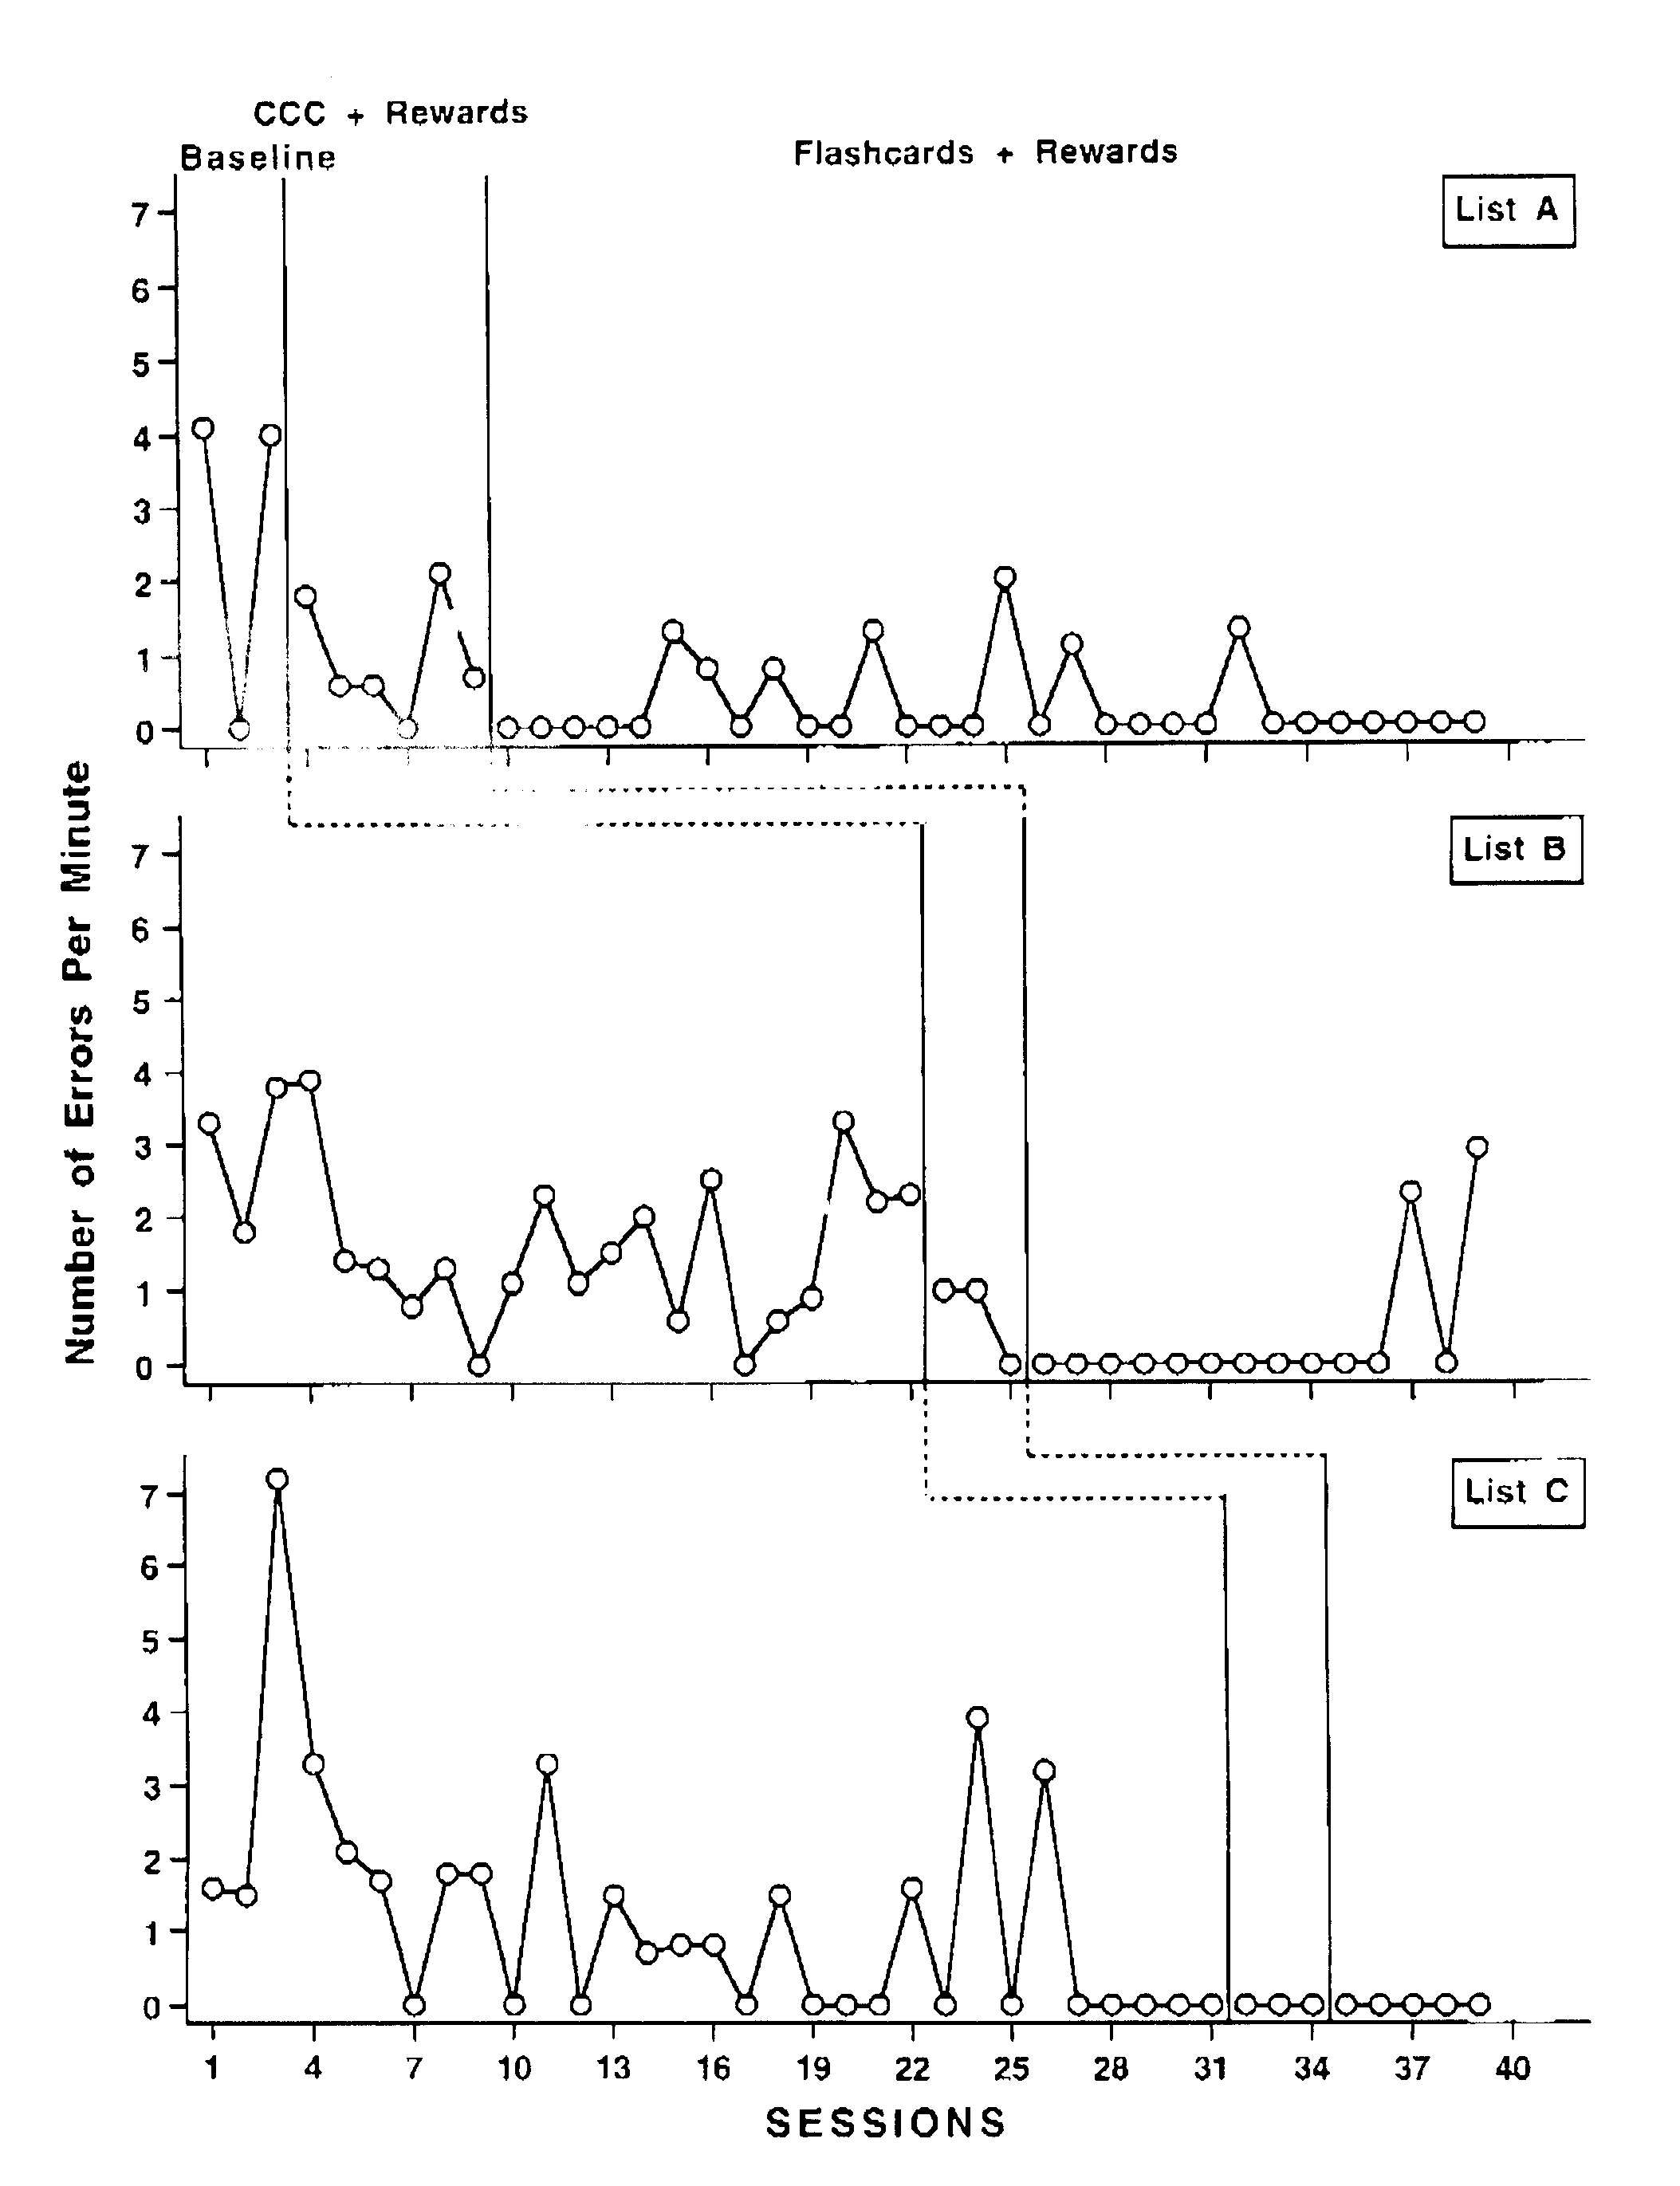 CCC + Rewards
Baseline
Flashcards + Rewards
List A
7
6
5
4
3
2
1
0
Number of Errors Per Minute
List B
7
6
5
4
3
2
1
0
List C
7
6
5
4
3
2
1
0
1 4 7 10 13 16 19 22 25 28 31 34 37 40
SESSIONS